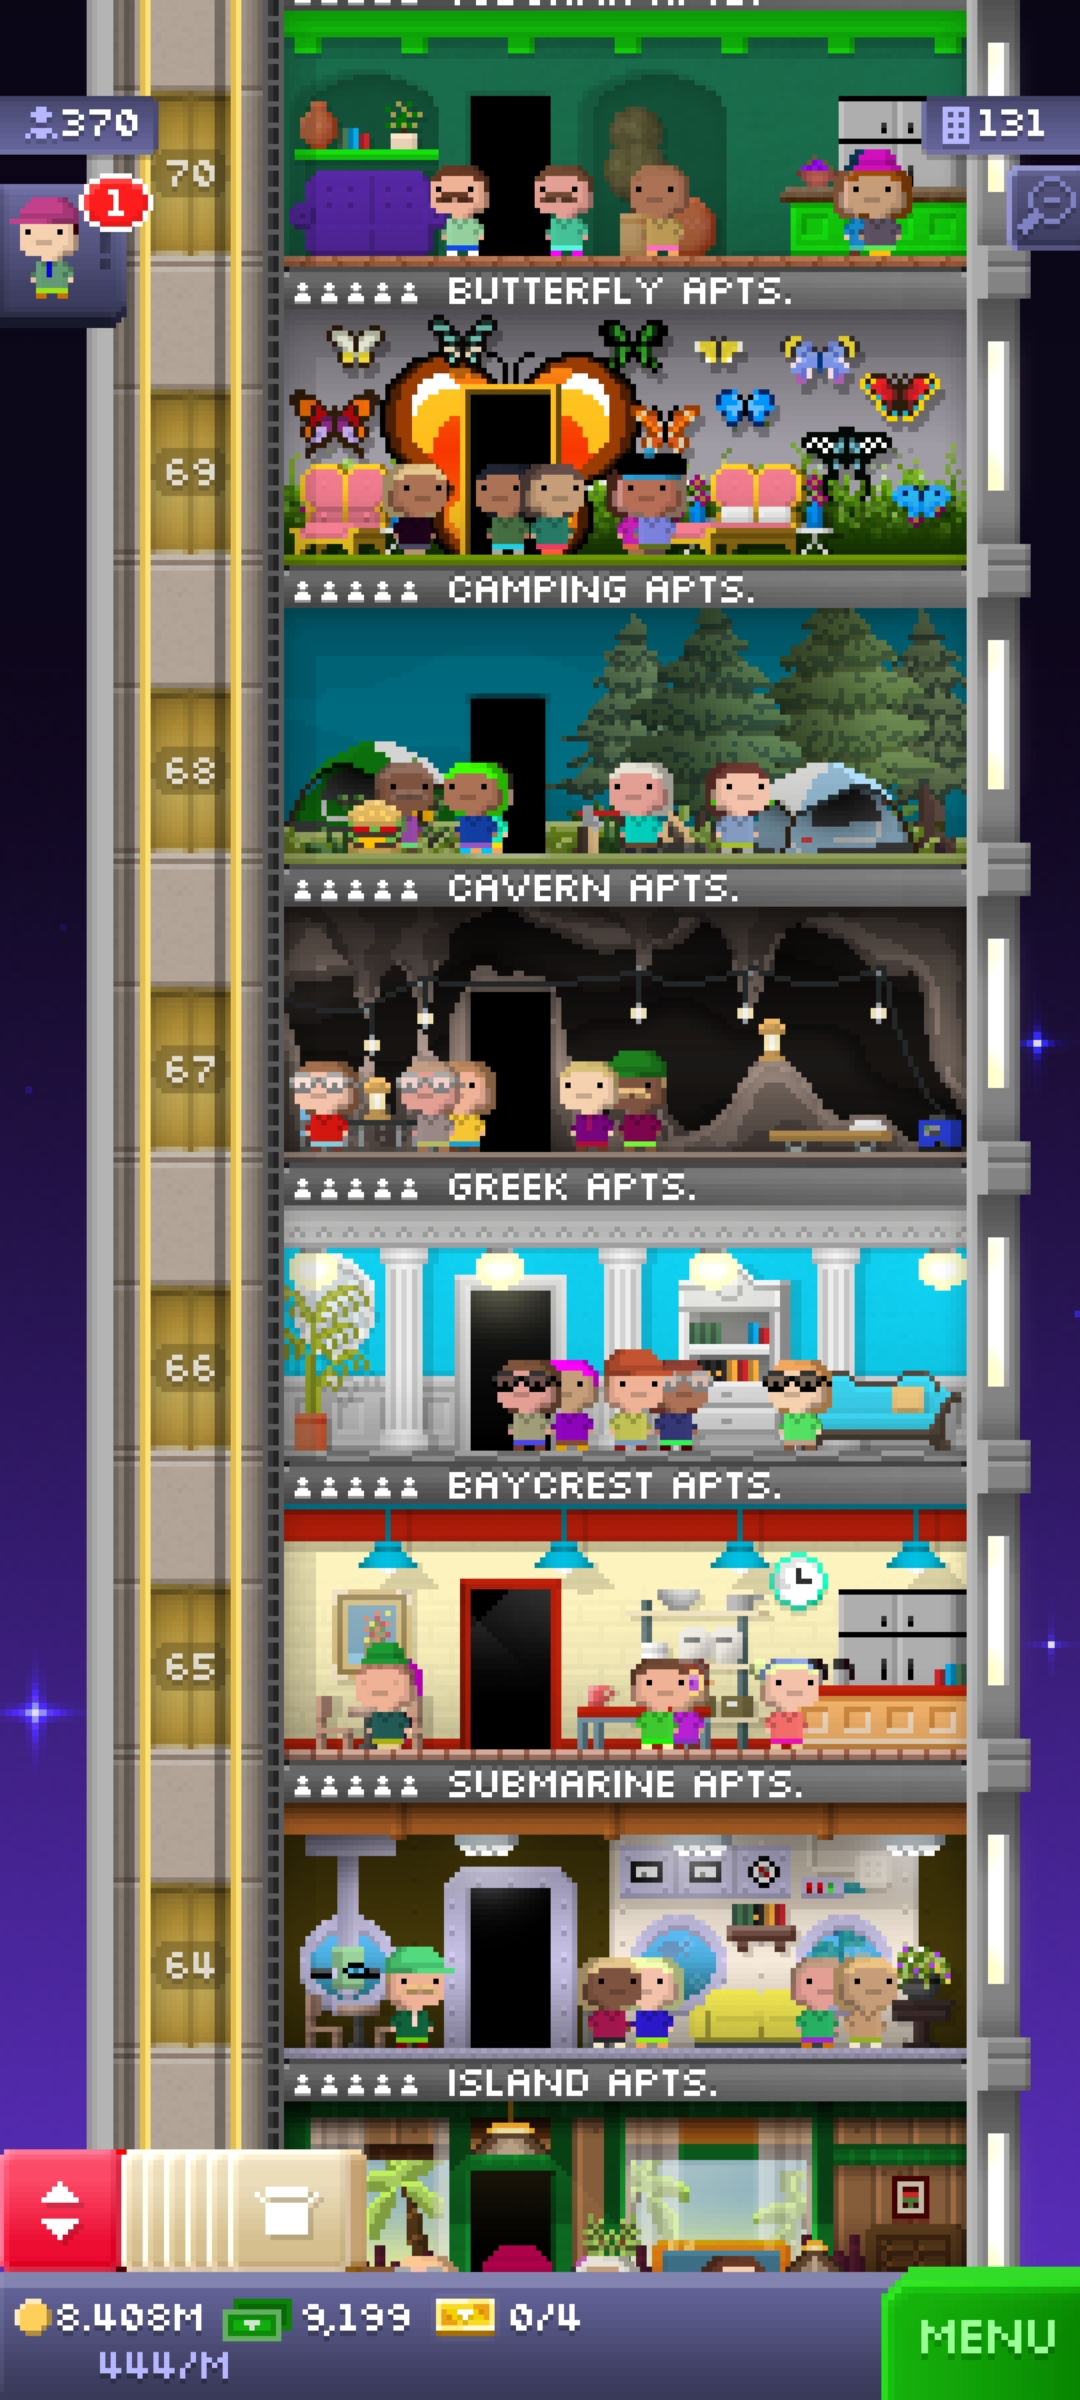 370
131
1
70
BUTTERFLY APTS.
69
CAMPING APTS.
68
CAVERN APTS.
67
GREEK APTS.
66
BAYCREST APTS.
65
SUBMARINE APTS.
64
ISLAND APTS.
8.408M 9,199 0/4
444/M
MENU